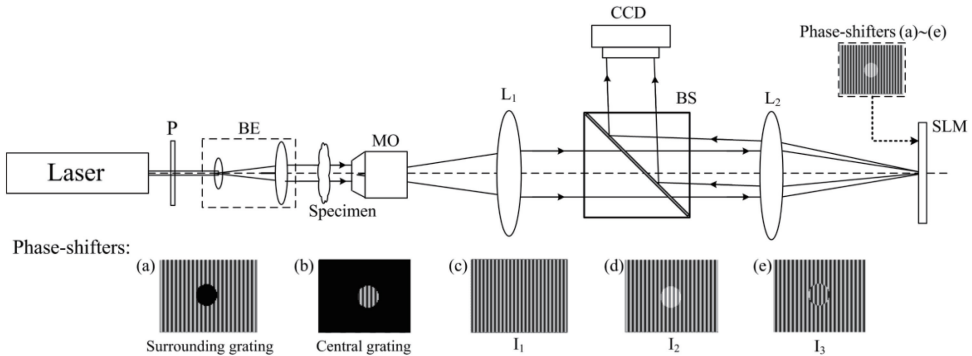 CCD
Phase-shifters (a)~(e)
L₁
BS
L₂
SLM
P
BE
MO
Laser
Specimen
Phase-shifters:
(a)
(b)
(c)
(d)
(e)
Surrounding grating
Central grating
I₁
I₂
I₃